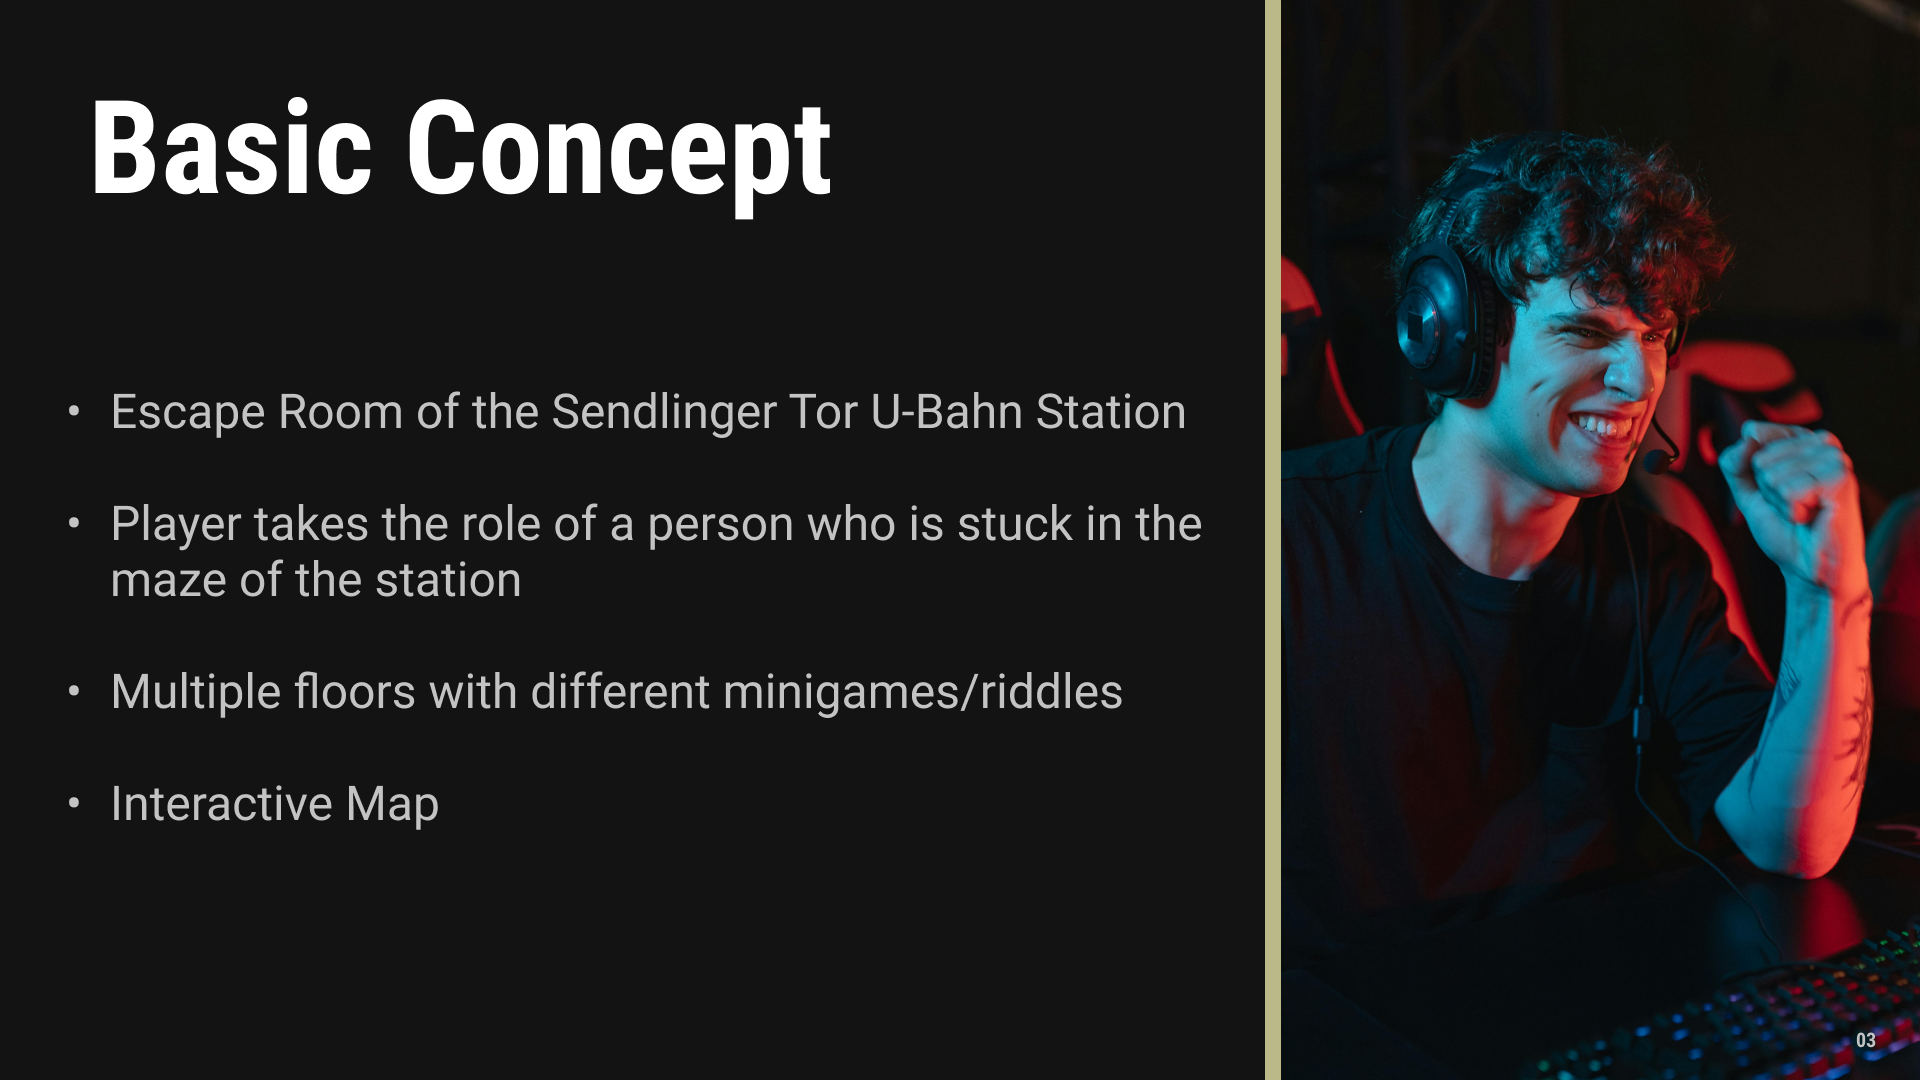 Basic Concept
• Escape Room of the Sendlinger Tor U-Bahn Station
• Player takes the role of a person who is stuck in the
maze of the station
• Multiple floors with different minigames/riddles
• Interactive Map
03